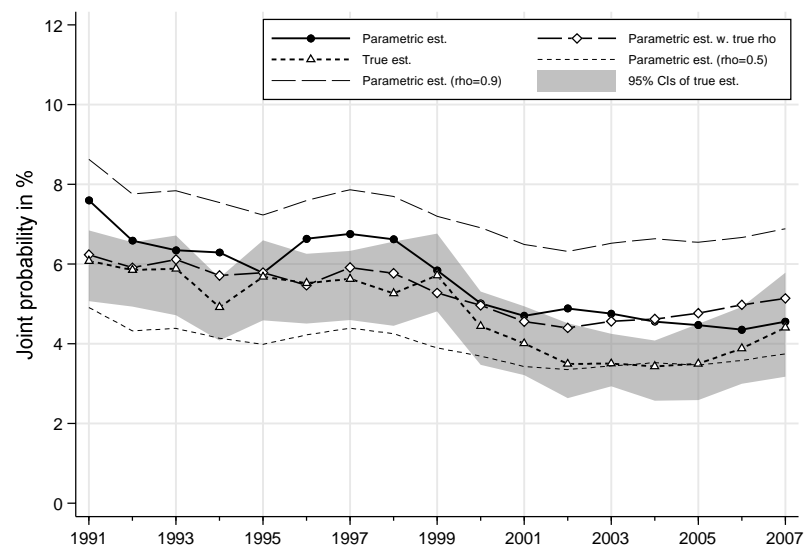 Parametric est.
Parametric est. w. true rho
True est.
Parametric est. (rho=0.5)
Parametric est. (rho=0.9)
95% CIs of true est.
Joint probability in %
12
10
8
6
4
2
0
1991 1993 1995 1997 1999 2001 2003 2005 2007